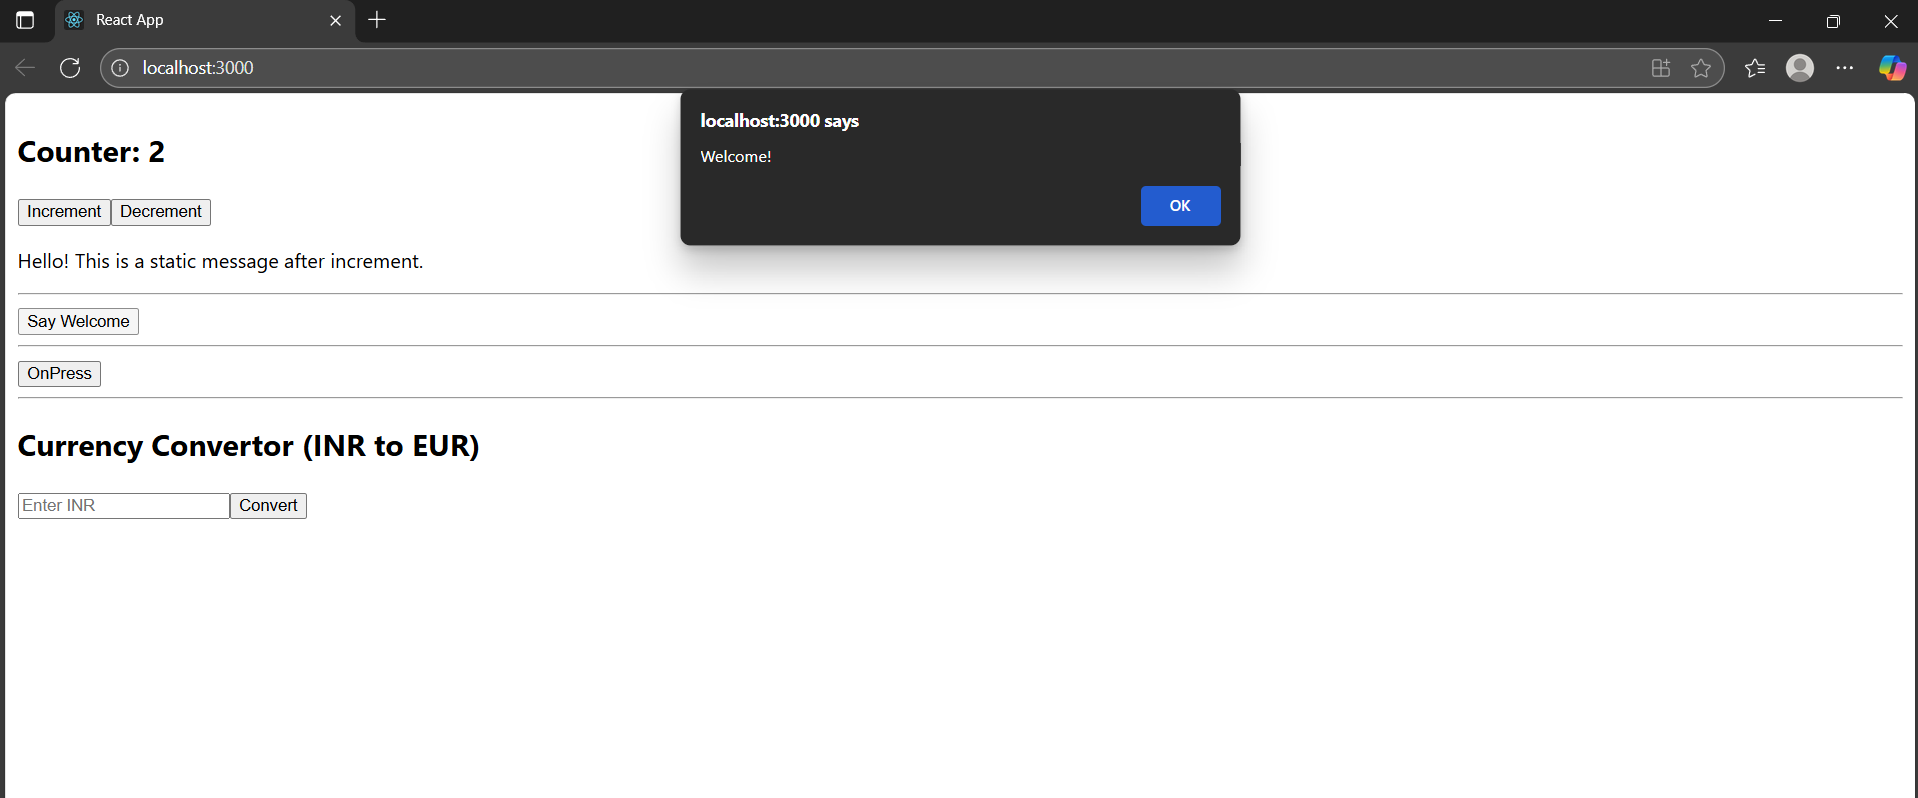 React App
localhost:3000
localhost:3000 says
Welcome!
OK
Counter: 2
Increment Decrement
Hello! This is a static message after increment.
Say Welcome
OnPress
Currency Convertor (INR to EUR)
Enter INR Convert